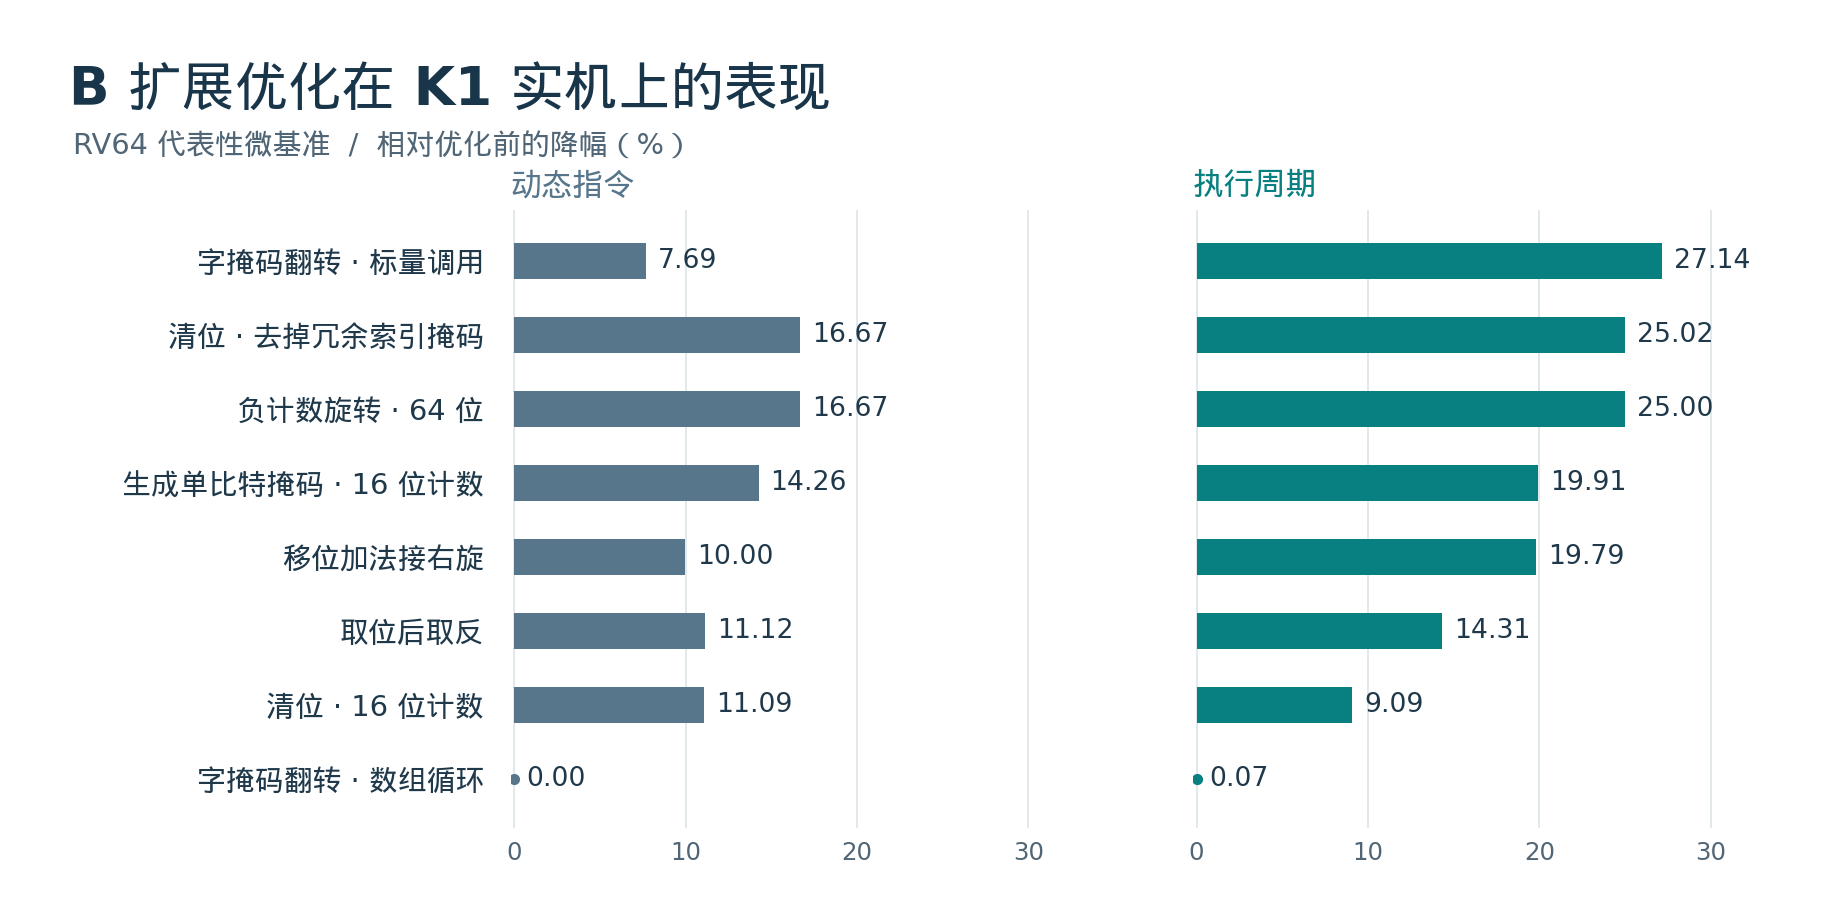 B 扩展优化在 K1 实机上的表现
RV64 代表性微基准 / 相对优化前的降幅（%）
动态指令 执行周期
字掩码翻转 · 标量调用 7.69 27.14
清位 · 去掉冗余索引掩码 16.67 25.02
负计数旋转 · 64 位 16.67 25.00
生成单比特掩码 · 16 位计数 14.26 19.91
移位加法接右旋 10.00 19.79
取位后取反 11.12 14.31
清位 · 16 位计数 11.09 9.09
字掩码翻转 · 数组循环 0.00 0.07
0 10 20 30 0 10 20 30